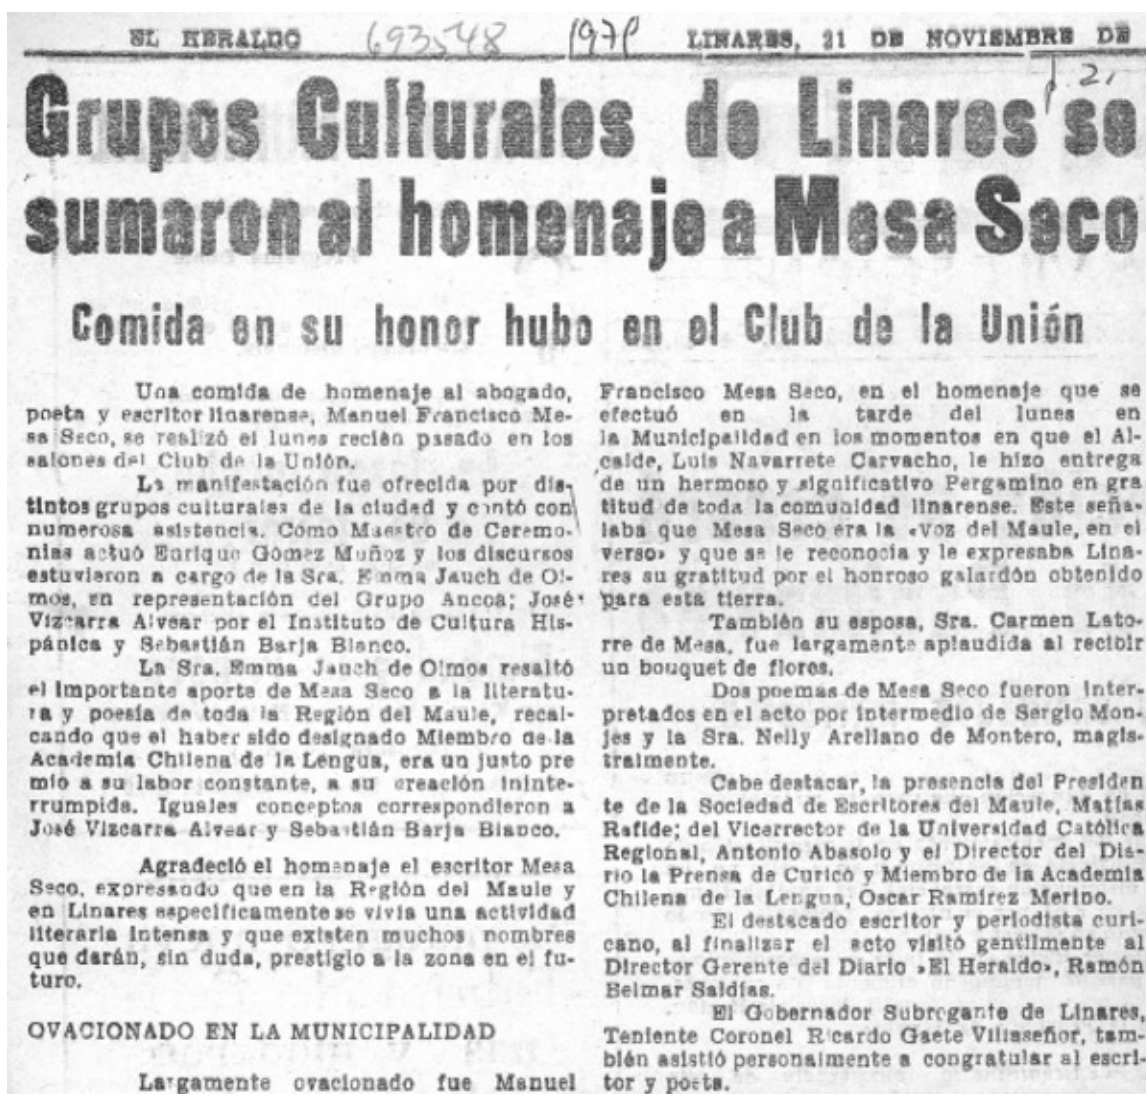 EL HERALDO 693548 LINARES, 21 DE NOVIEMBRE DE
Grupos Culturales de Linares se
sumaron al homenaje a Mesa Seco
Comida en su honor hubo en el Club de la Unión
Una comida de homenaje al abogado,
poeta y escritor linarense, Manuel Francisco Me-
sa Seco, se realizó el lunes recién pasado en los
salones del Club de la Unión.
La manifestación fue ofrecida por dis-
tintos grupos culturales de la ciudad y contó con
numerosa asistencia. Como Maestro de Ceremo-
nias actuó Enrique Gómez Muñoz y los discursos
estuvieron a cargo de la Sra. Emma Jauch de Ol-
mos, en representación del Grupo Ancoa; José
Vizcarra Alvear por el Instituto de Cultura His-
pánica y Sebastián Barja Blanco.
La Sra. Emma Jauch de Olmos resaltó
el importante aporte de Mesa Seco a la literatu-
ra y poesía de toda la Región del Maule, recal-
cando que el haber sido designado Miembro de la
Academia Chilena de la Lengua, era un justo pre
mio a su labor constante, a su creación ininte-
rrumpida. Iguales conceptos correspondieron a
José Vizcarra Alvear y Sebastián Barja Blanco.
Agradeció el homenaje el escritor Mesa
Seco, expresando que en la Región del Maule y
en Linares específicamente se vivía una actividad
literaria intensa y que existen muchos nombres
que darán, sin duda, prestigio a la zona en el fu-
turo.
OVACIONADO EN LA MUNICIPALIDAD
Largamente ovacionado fue Manuel
Francisco Mesa Seco, en el homenaje que se
efectuó en la tarde del lunes en
la Municipalidad en los momentos en que el Al-
calde, Luis Navarrete Carvacho, le hizo entrega
de un hermoso y significativo Pergamino en gra
titud de toda la comunidad linarense. Este seña-
laba que Mesa Seco era la «Voz del Maule, en el
verso» y que se le reconocía y le expresaba Lina-
res su gratitud por el honroso galardón obtenido
para esta tierra.
También su esposa, Sra. Carmen Lato-
rre de Mesa, fue largamente aplaudida al recibir
un bouquet de flores.
Dos poemas de Mesa Seco fueron inter-
pretados en el acto por intermedio de Sergio Mon-
jes y la Sra. Nelly Arellano de Montero, magis-
tralmente.
Cabe destacar, la presencia del Presiden
te de la Sociedad de Escritores del Maule, Matías
Rafide; del Vicerrector de la Universidad Católica
Regional, Antonio Abasolo y el Director del Dia-
rio la Prensa de Curicó y Miembro de la Academia
Chilena de la Lengua, Oscar Ramírez Merino.
El destacado escritor y periodista curi-
cano, al finalizar el acto visitó gentilmente al
Director Gerente del Diario »El Heraldo», Ramón
Belmar Saldías.
El Gobernador Subrogante de Linares,
Teniente Coronel Ricardo Gaete Villaseñor, tam-
bién asistió personalmente a congratular al escri-
tor y poeta.